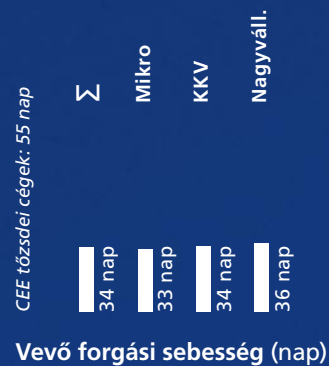 CEE tőzsdei cégek: 55 nap
Σ
34 nap
Mikro
33 nap
KKV
34 nap
Nagyváll.
36 nap
Vevő forgási sebesség (nap)